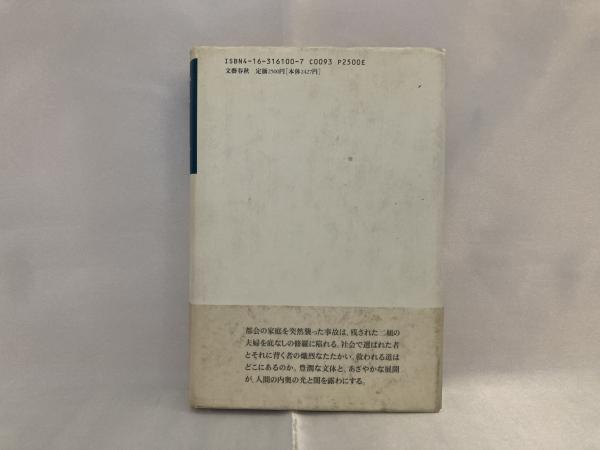 ISBN4-16-316100-7 C0093 P2500E
文藝春秋 定価2500円[本体2427円]
都会の家庭を突然襲った事故は、残された二組の
夫婦を底なしの修羅に陥れる。社会で選ばれた者
とそれに背く者の熾烈なたたかい。救われる道は
どこにあるのか。豊潤な文体と、あざやかな展開
が、人間の内奥の光と闇を露わにする。